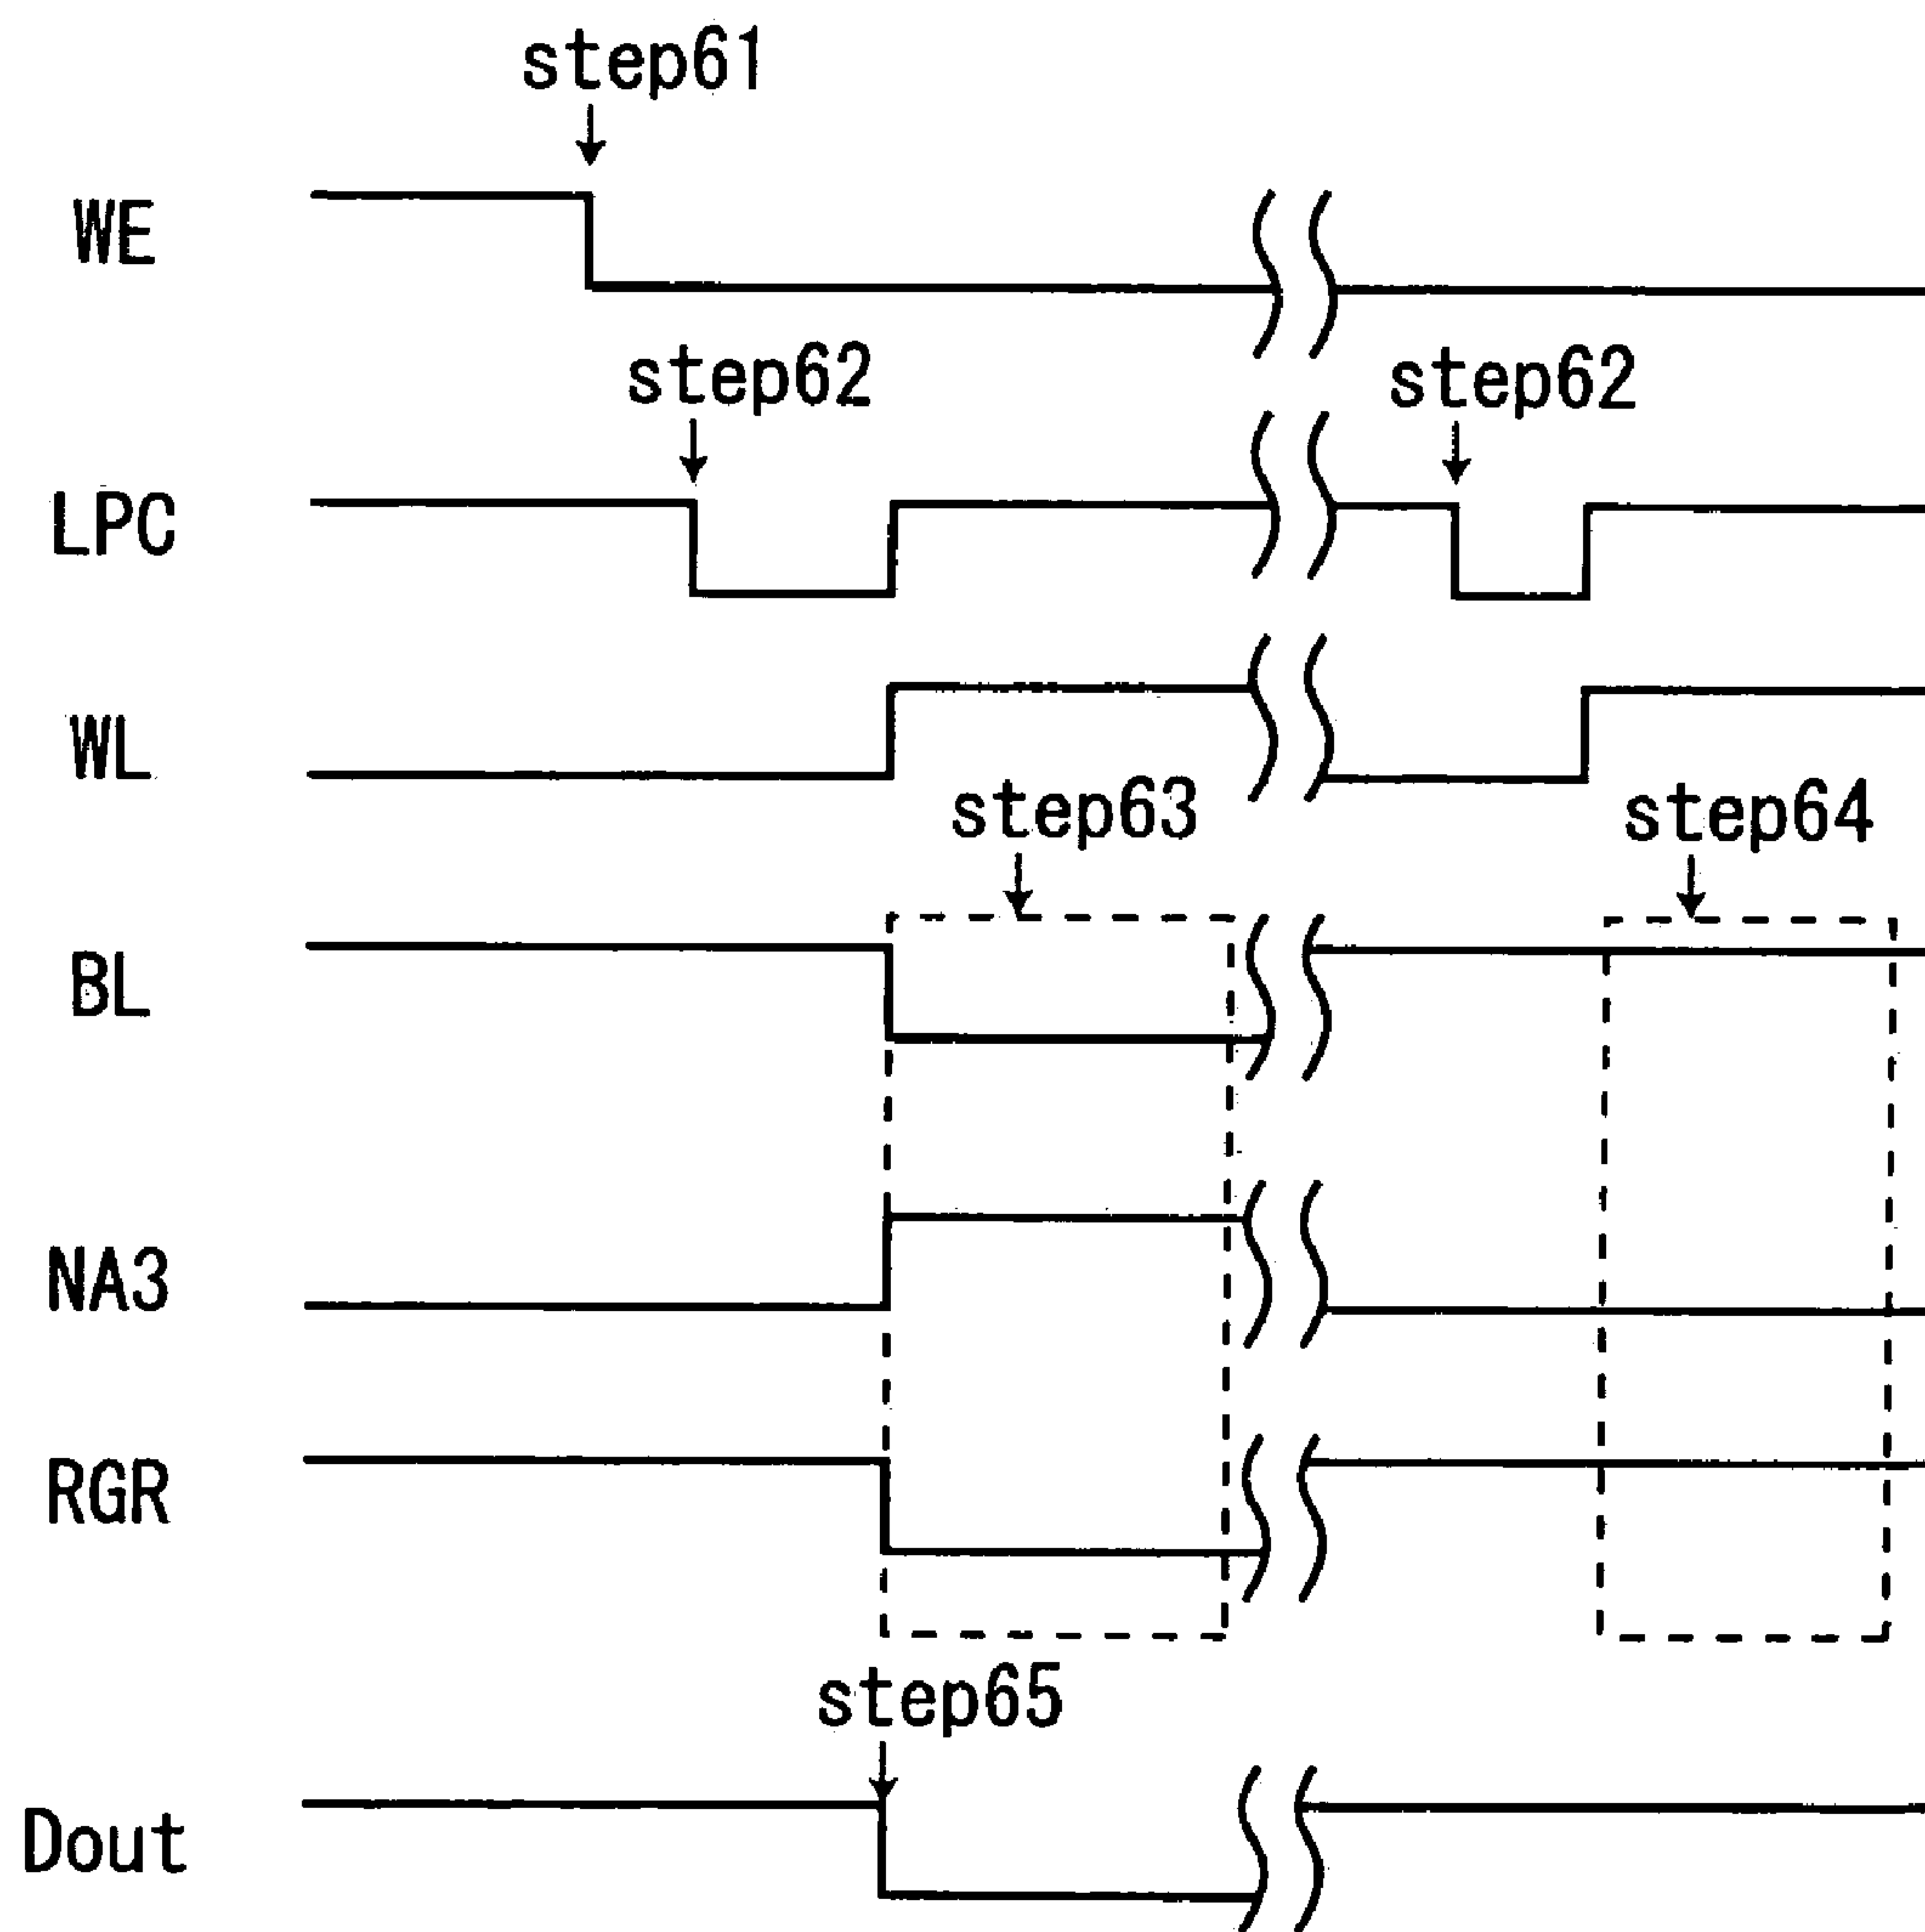 step61
WE
step62 step62
LPC
WL
step63 step64
BL
NA3
RGR
step65
Dout